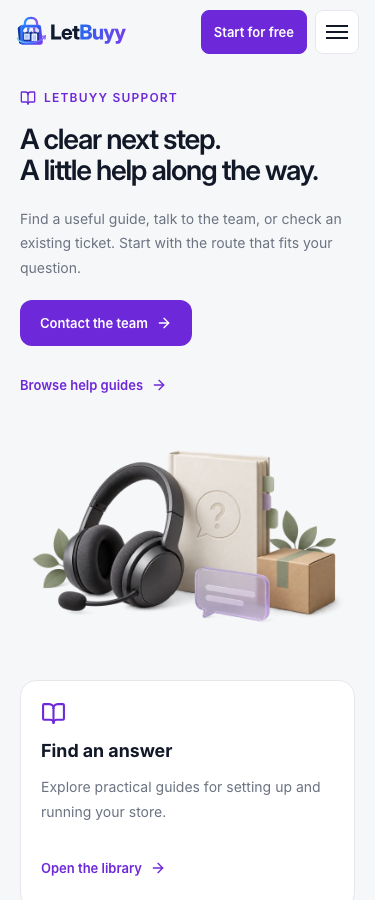 LetBuyy
Start for free
LETBUYY SUPPORT
A clear next step.
A little help along the way.
Find a useful guide, talk to the team, or check an
existing ticket. Start with the route that fits your
question.
Contact the team
Browse help guides
?
Find an answer
Explore practical guides for setting up and
running your store.
Open the library